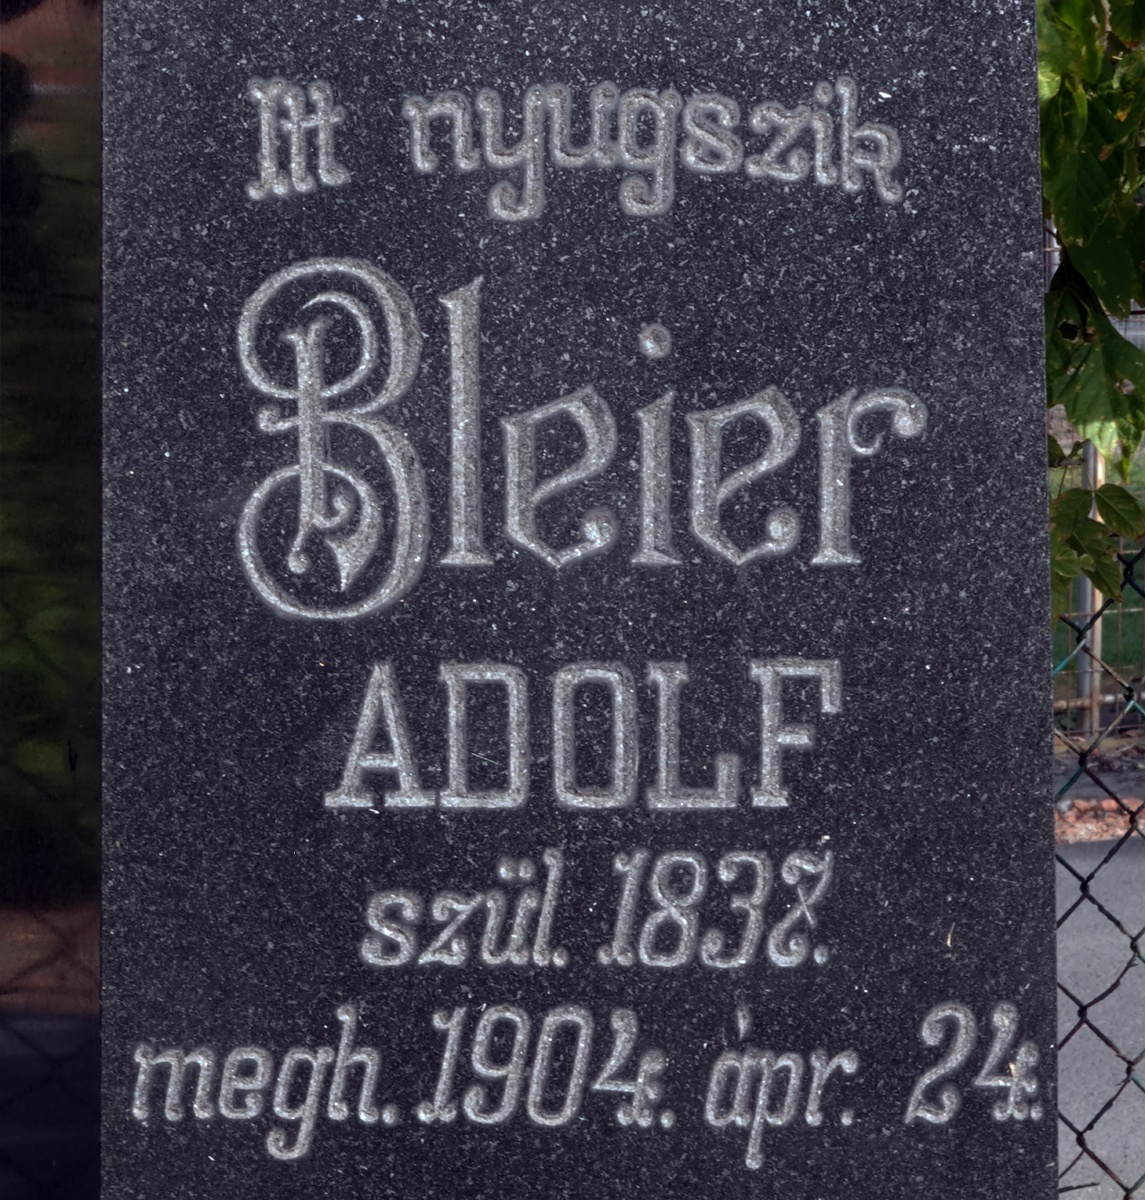 Itt nyugszik
Bleier
ADOLF
szül. 1837.
megh. 1904. ápr. 24.